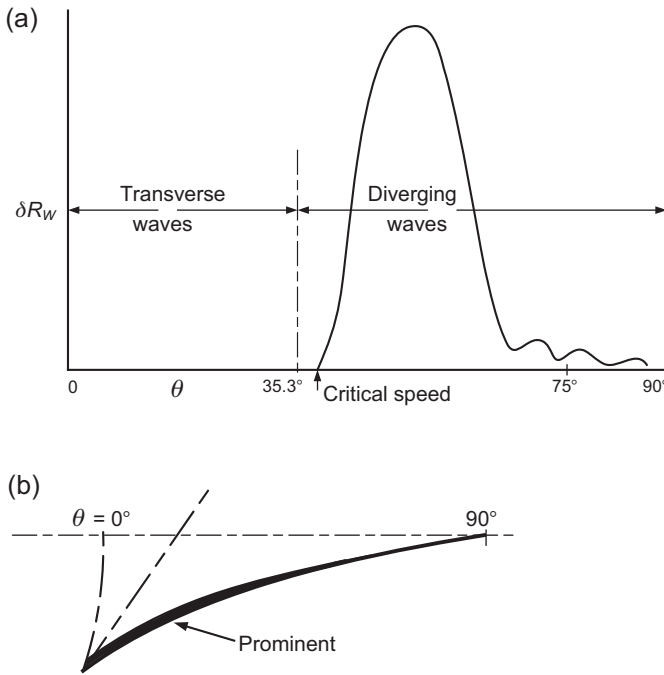 (a)
Transverse
waves
Diverging
waves
δR_W
0
θ
35.3°
Critical speed
75°
90°
(b)
θ = 0°
90°
Prominent